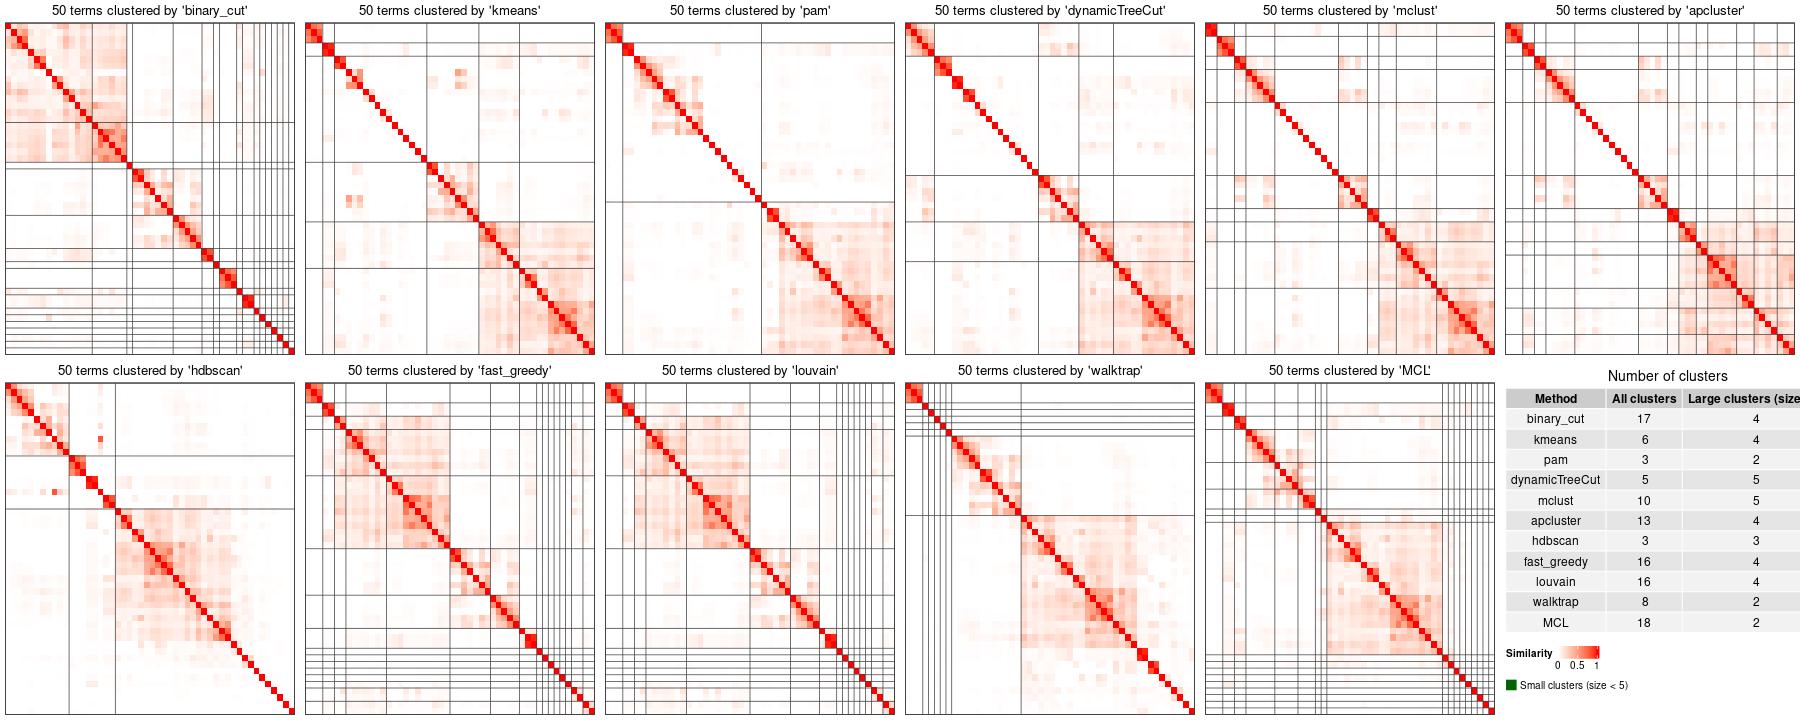 50 terms clustered by 'binary_cut'
50 terms clustered by 'kmeans'
50 terms clustered by 'pam'
50 terms clustered by 'dynamicTreeCut'
50 terms clustered by 'mclust'
50 terms clustered by 'apcluster'
50 terms clustered by 'hdbscan'
50 terms clustered by 'fast_greedy'
50 terms clustered by 'louvain'
50 terms clustered by 'walktrap'
50 terms clustered by 'MCL'
Number of clusters
Method All clusters Large clusters (size
binary_cut 17 4
kmeans 6 4
pam 3 2
dynamicTreeCut 5 5
mclust 10 5
apcluster 13 4
hdbscan 3 3
fast_greedy 16 4
louvain 16 4
walktrap 8 2
MCL 18 2
Similarity
0 0.5 1
Small clusters (size < 5)